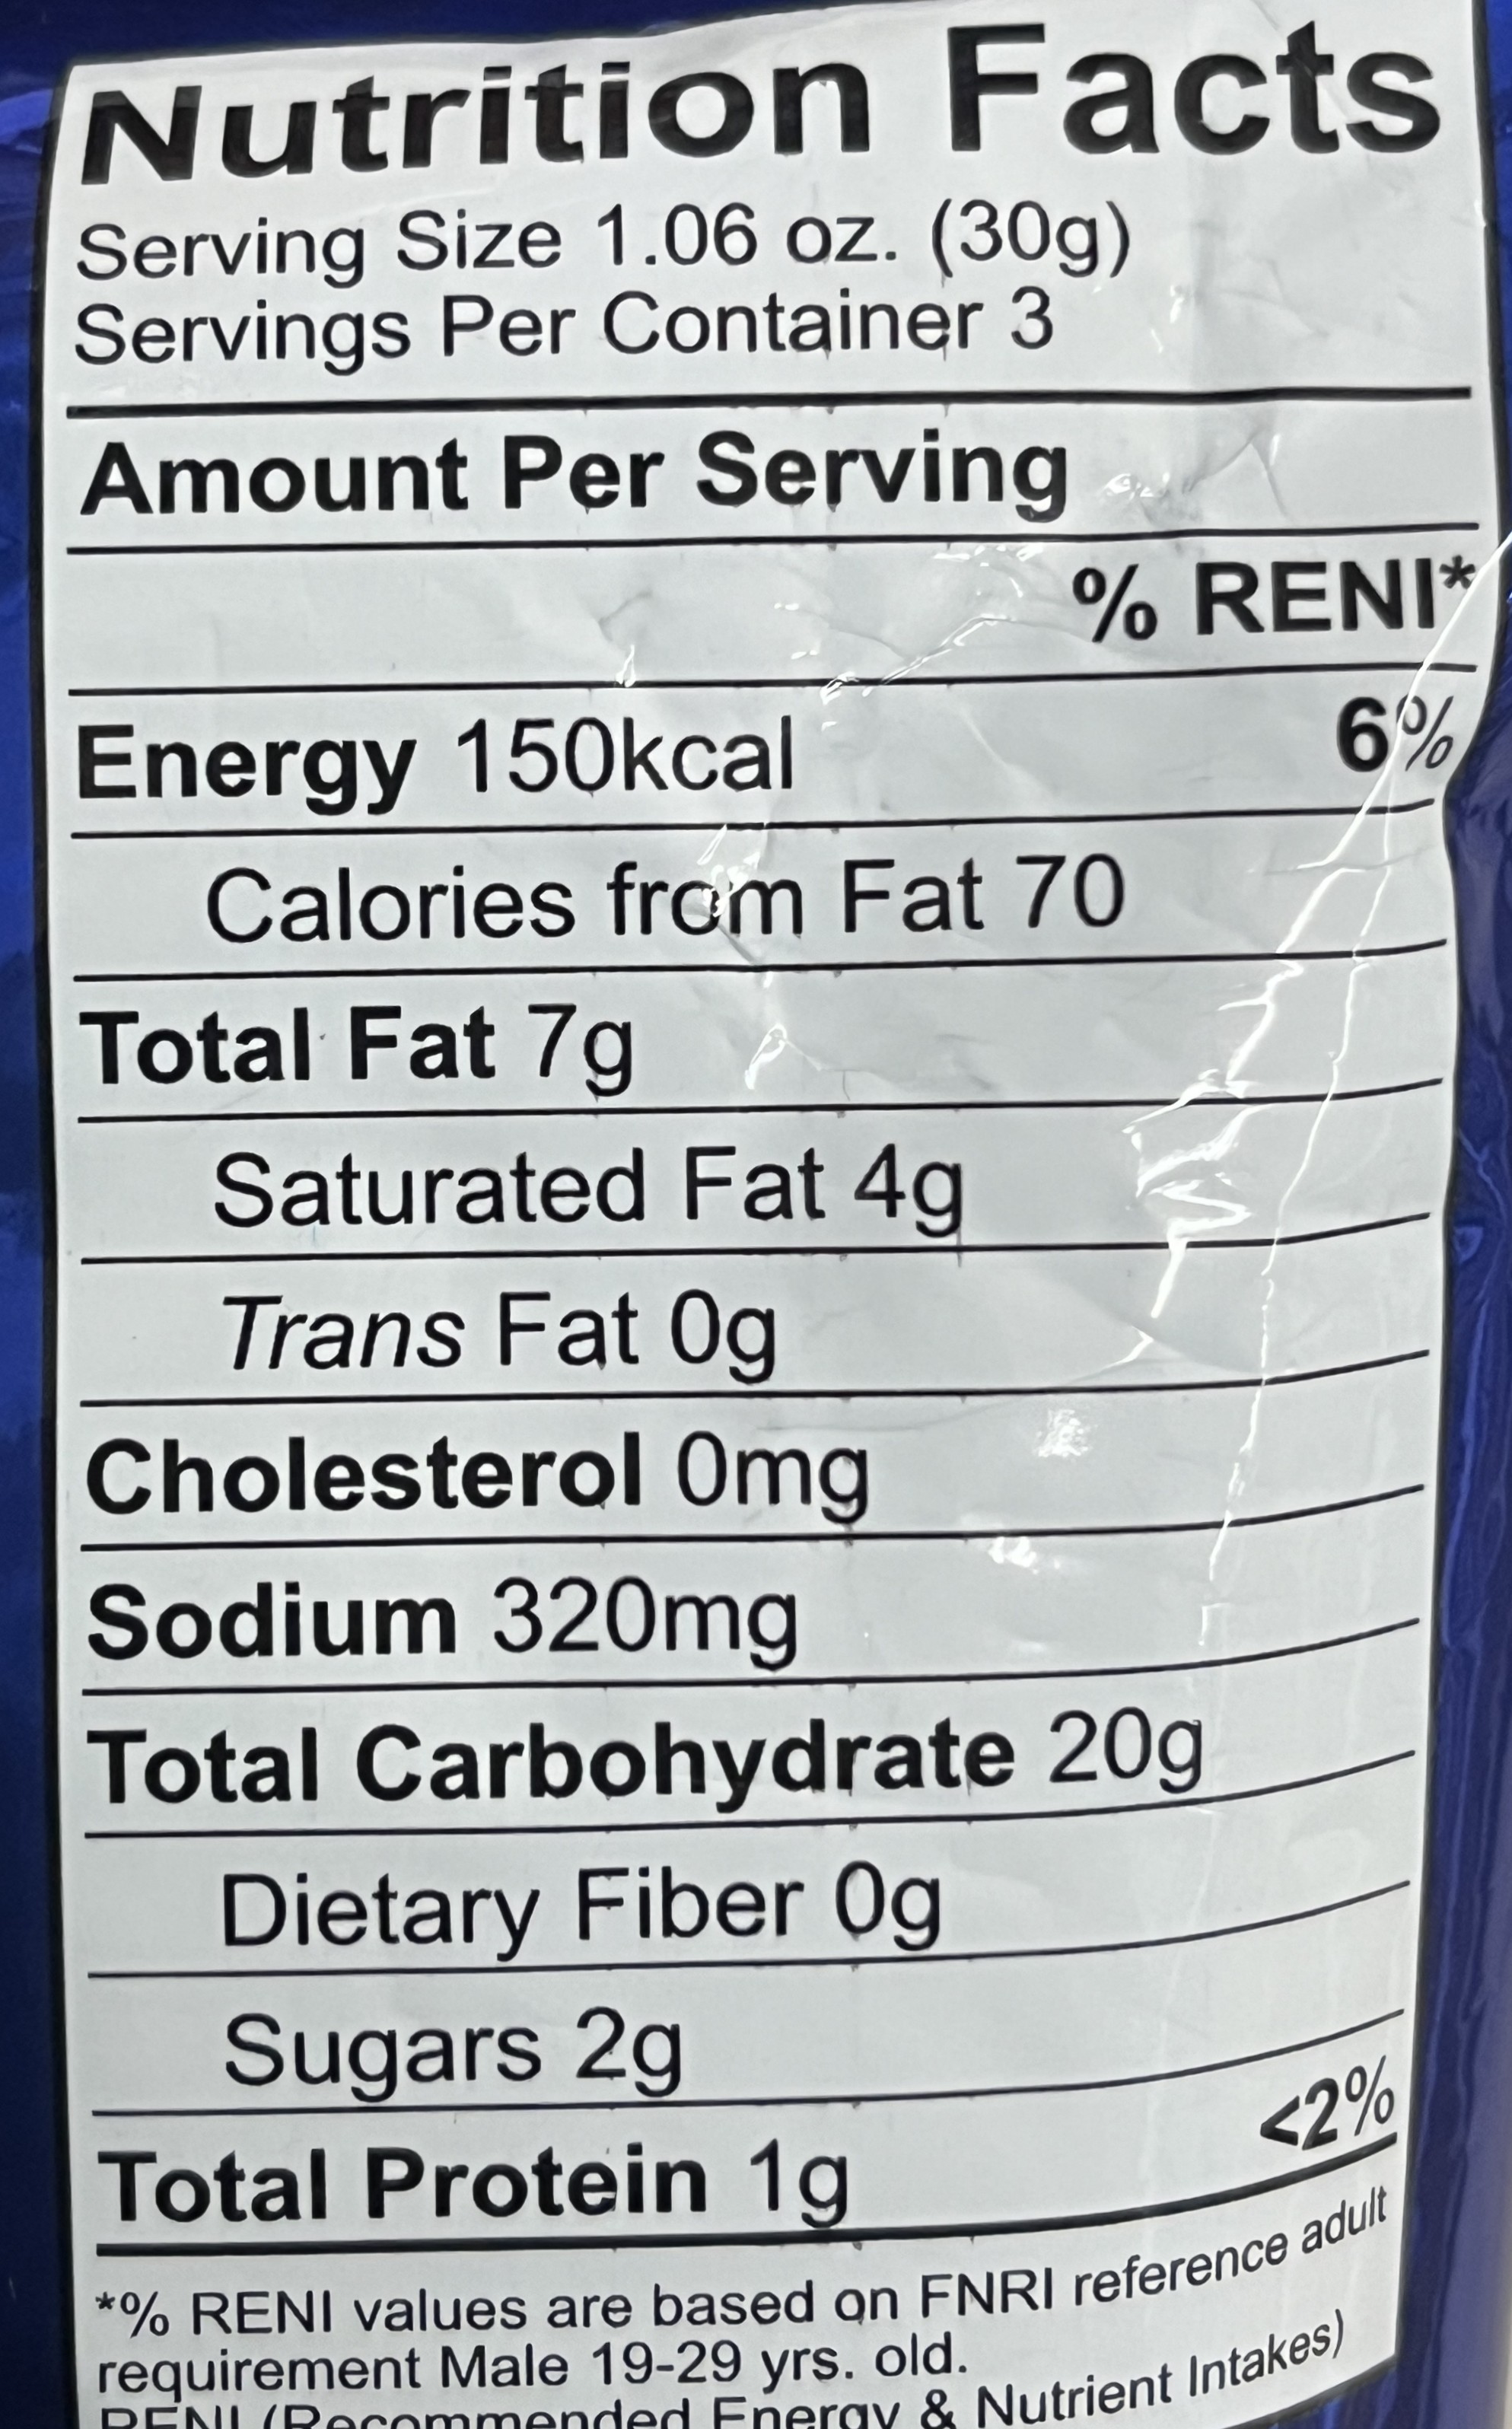 Nutrition Facts
Serving Size 1.06 oz. (30g)
Servings Per Container 3
Amount Per Serving
% RENI*
Energy 150kcal 6%
Calories from Fat 70
Total Fat 7g
Saturated Fat 4g
Trans Fat 0g
Cholesterol 0mg
Sodium 320mg
Total Carbohydrate 20g
Dietary Fiber 0g
Sugars 2g
Total Protein 1g <2%
*% RENI values are based on FNRI reference adult
requirement Male 19-29 yrs. old.
RENI (Recommended Energy & Nutrient Intakes)